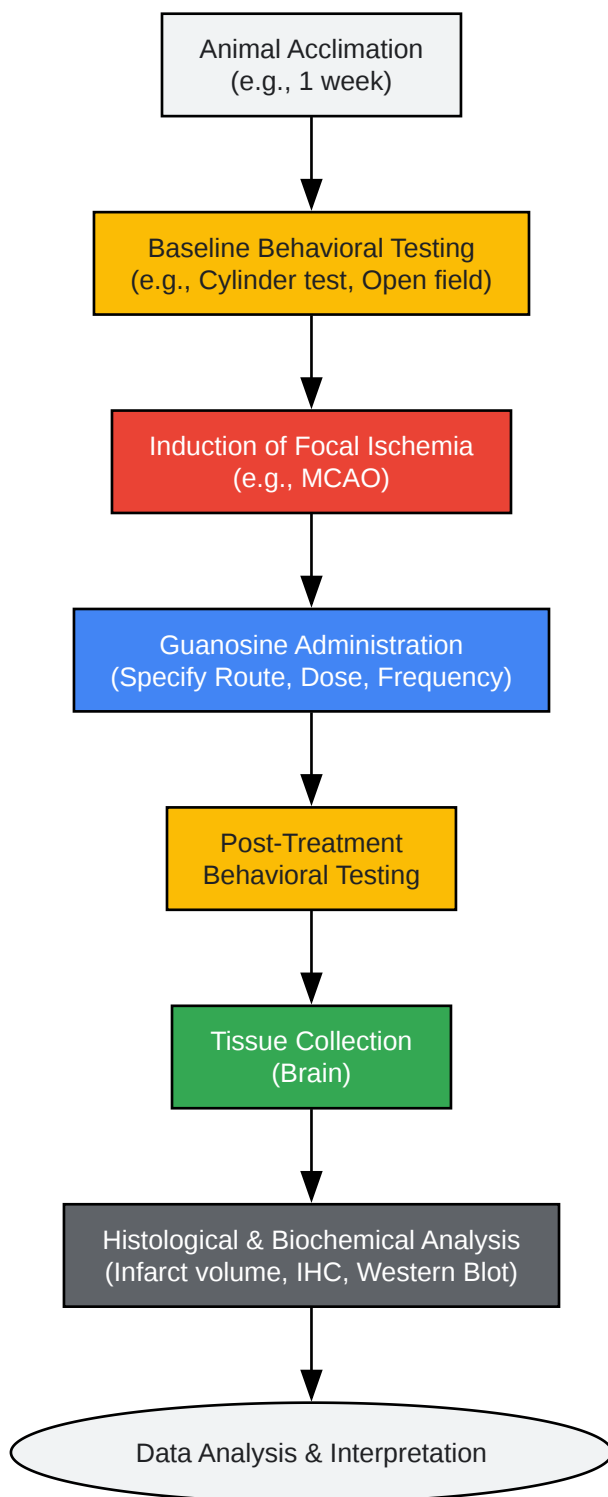 Animal Acclimation
(e.g., 1 week)
Baseline Behavioral Testing
(e.g., Cylinder test, Open field)
Induction of Focal Ischemia
(e.g., MCAO)
Guanosine Administration
(Specify Route, Dose, Frequency)
Post-Treatment
Behavioral Testing
Tissue Collection
(Brain)
Histological & Biochemical Analysis
(Infarct volume, IHC, Western Blot)
Data Analysis & Interpretation